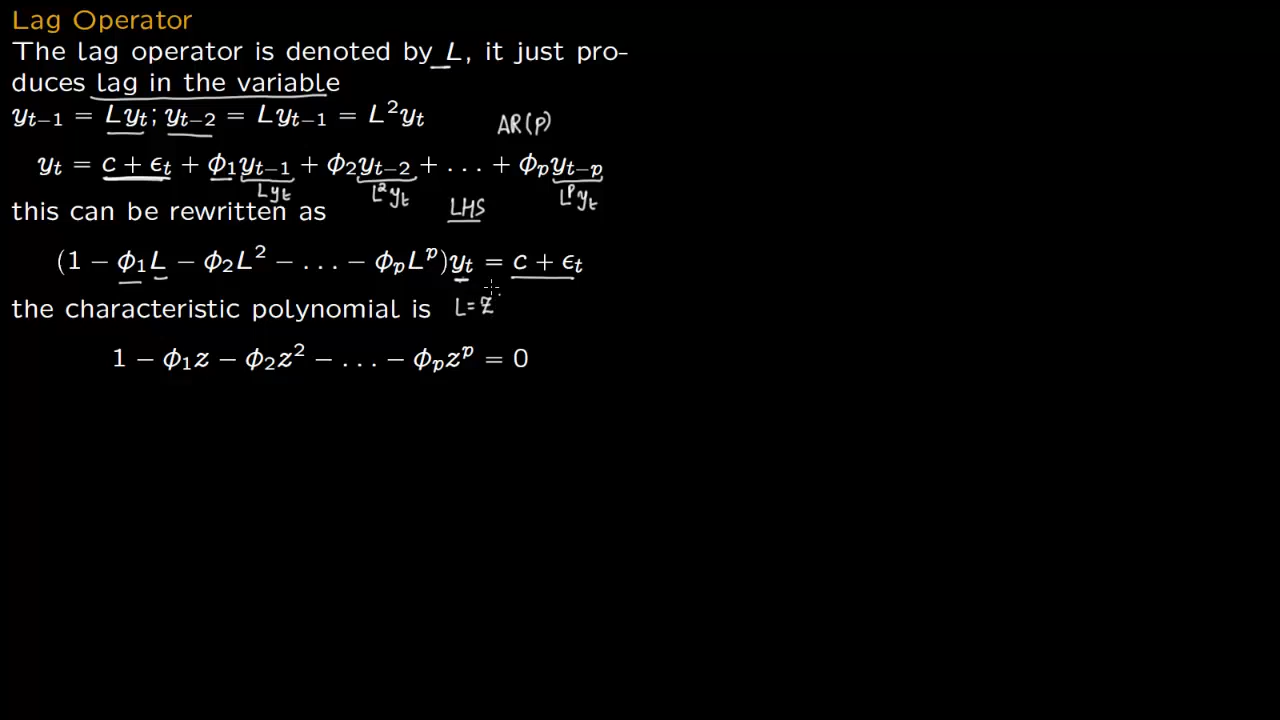 Lag Operator
The lag operator is denoted by L, it just pro-
duces lag in the variable
yₜ₋₁ = Lyₜ; yₜ₋₂ = Lyₜ₋₁ = L²yₜ
AR(P)
yₜ = c + ϵₜ + ϕ₁yₜ₋₁ + ϕ₂yₜ₋₂ + . . . + ϕₚyₜ₋ₚ
Lyₜ L²yₜ Lᵖyₜ
this can be rewritten as LHS
(1 − ϕ₁L − ϕ₂L² − . . . − ϕₚLᵖ)yₜ = c + ϵₜ
the characteristic polynomial is L=z
1 − ϕ₁z − ϕ₂z² − . . . − ϕₚzᵖ = 0